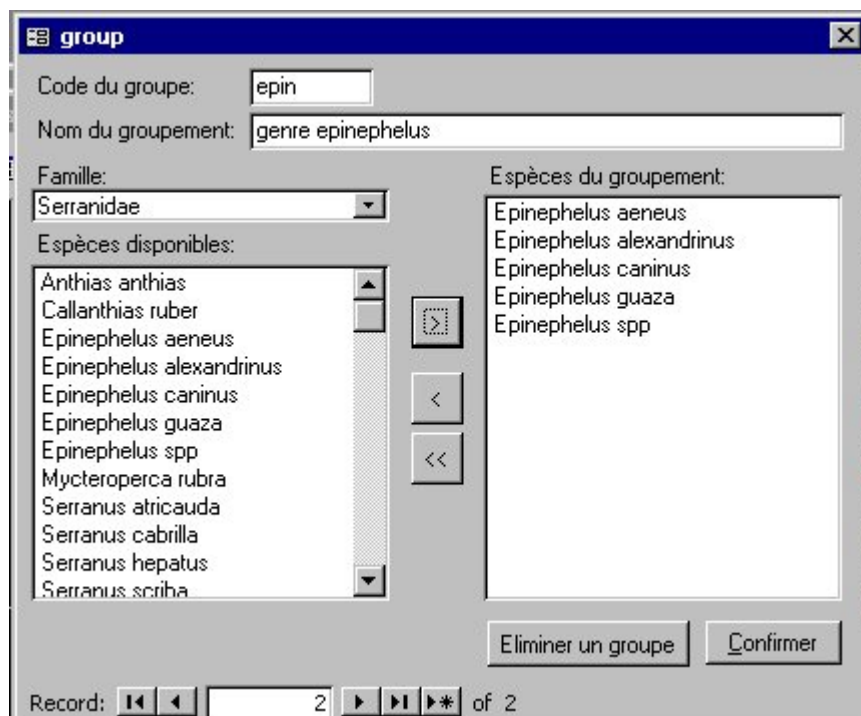 group
Code du groupe: epin
Nom du groupement: genre epinephelus
Famille:
Serranidae
Espèces disponibles:
Anthias anthias
Callanthias ruber
Epinephelus aeneus
Epinephelus alexandrinus
Epinephelus caninus
Epinephelus guaza
Epinephelus spp
Mycteroperca rubra
Serranus atricauda
Serranus cabrilla
Serranus hepatus
Serranus scriba
>
<
<<
Espèces du groupement:
Epinephelus aeneus
Epinephelus alexandrinus
Epinephelus caninus
Epinephelus guaza
Epinephelus spp
Eliminer un groupe
Confirmer
Record: 2 of 2